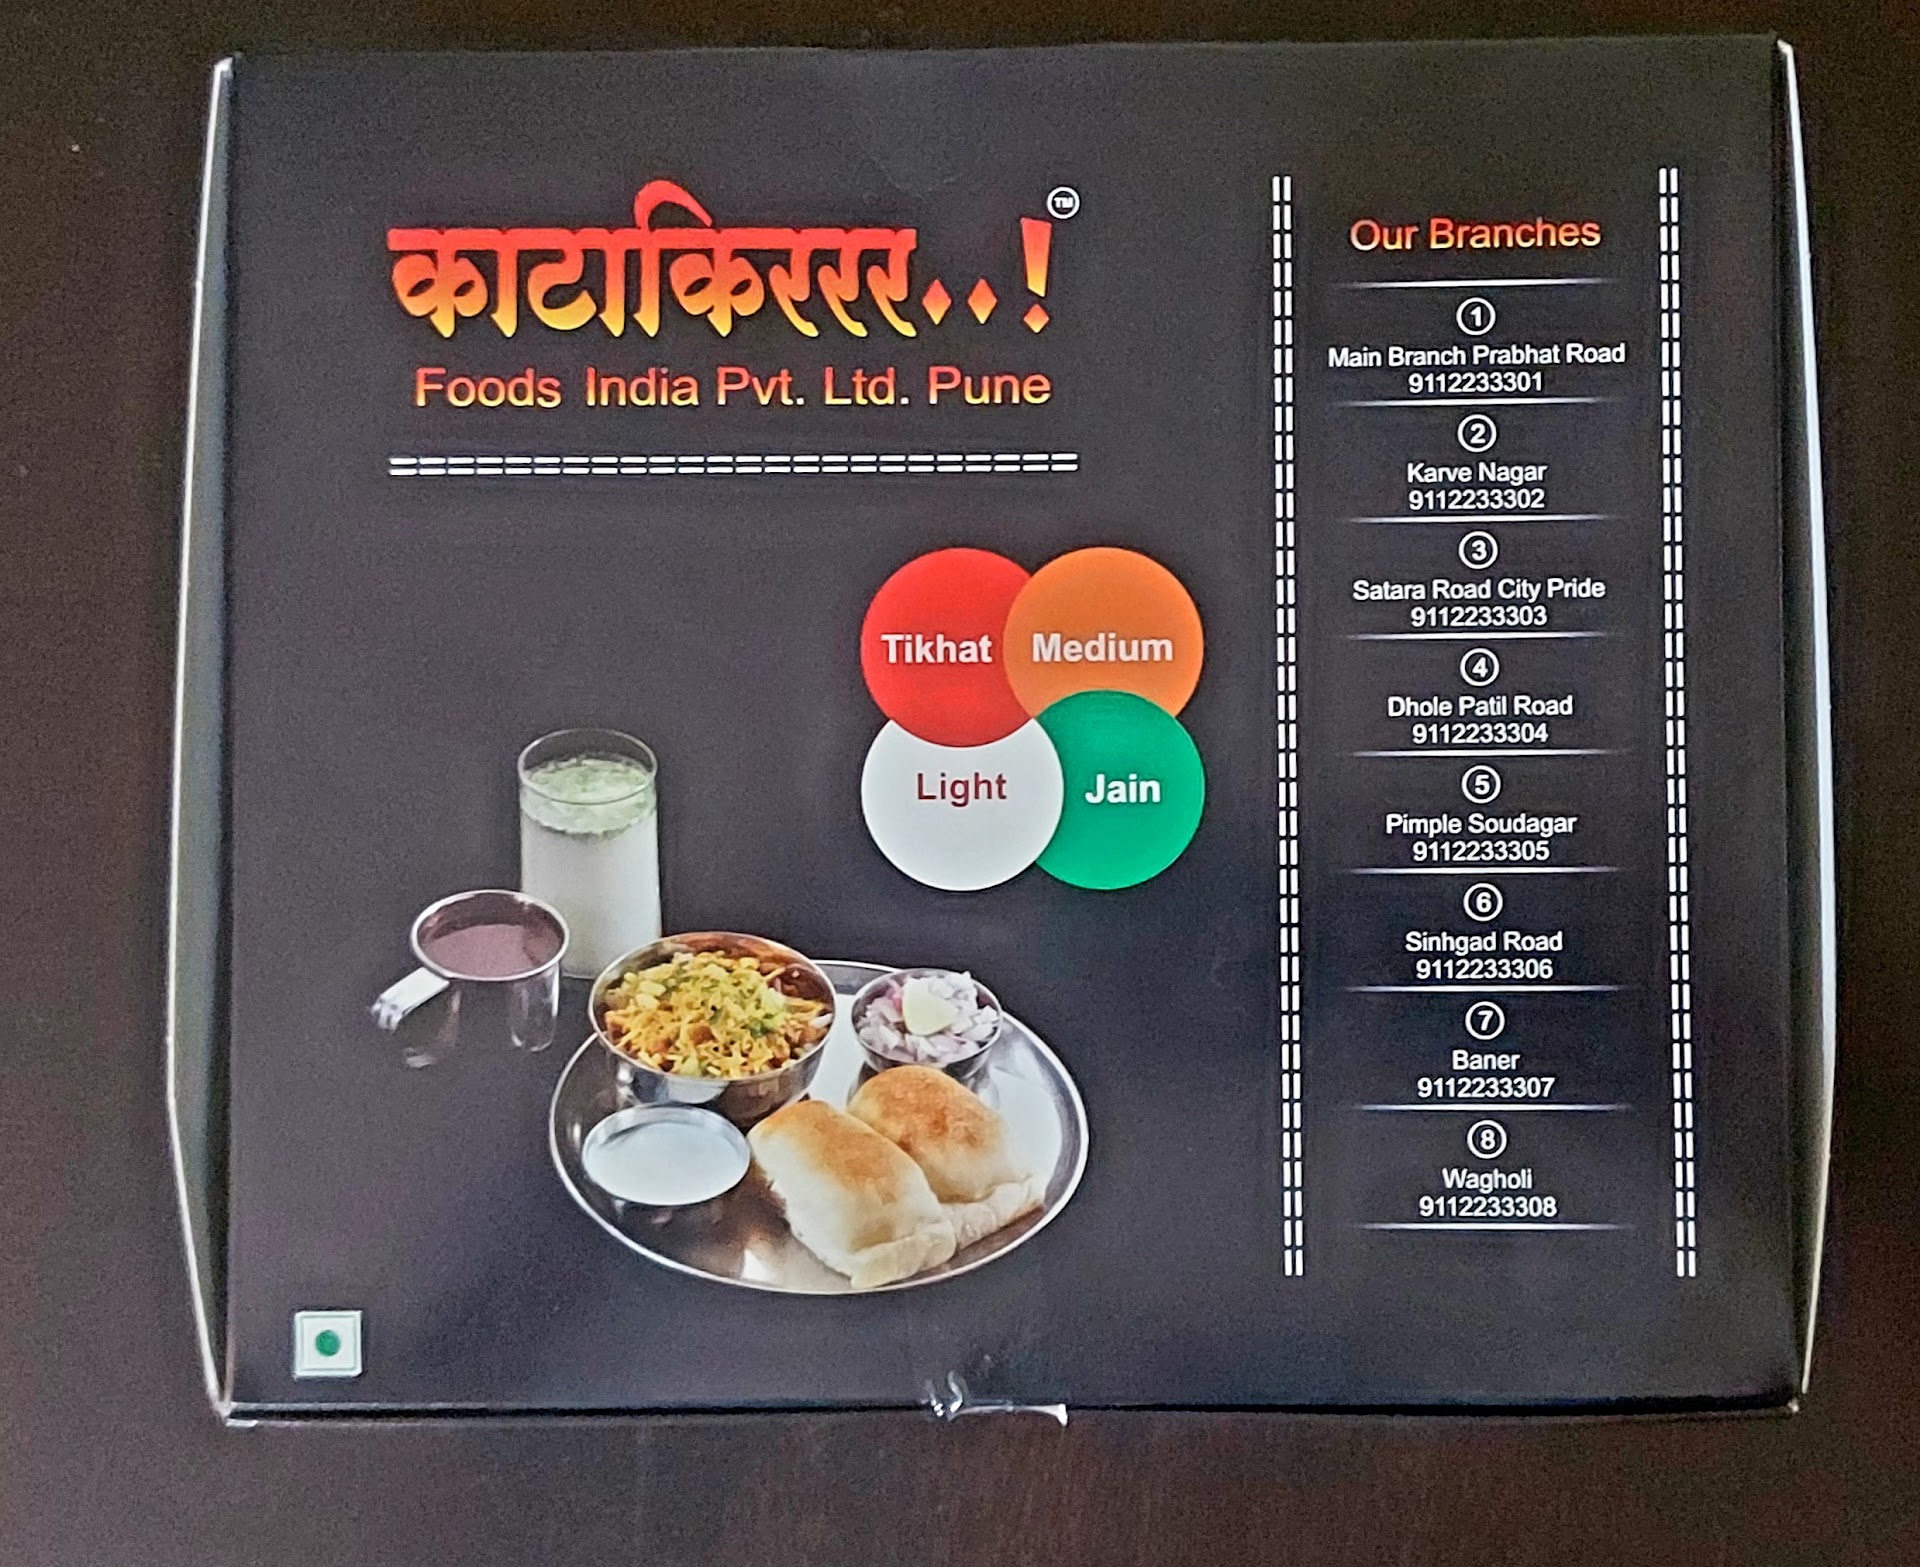 काटाकिररर..! TM
Foods India Pvt. Ltd. Pune
Tikhat
Medium
Light
Jain
Our Branches
1
Main Branch Prabhat Road
9112233301
2
Karve Nagar
9112233302
3
Satara Road City Pride
9112233303
4
Dhole Patil Road
9112233304
5
Pimple Soudagar
9112233305
6
Sinhgad Road
9112233306
7
Baner
9112233307
8
Wagholi
9112233308